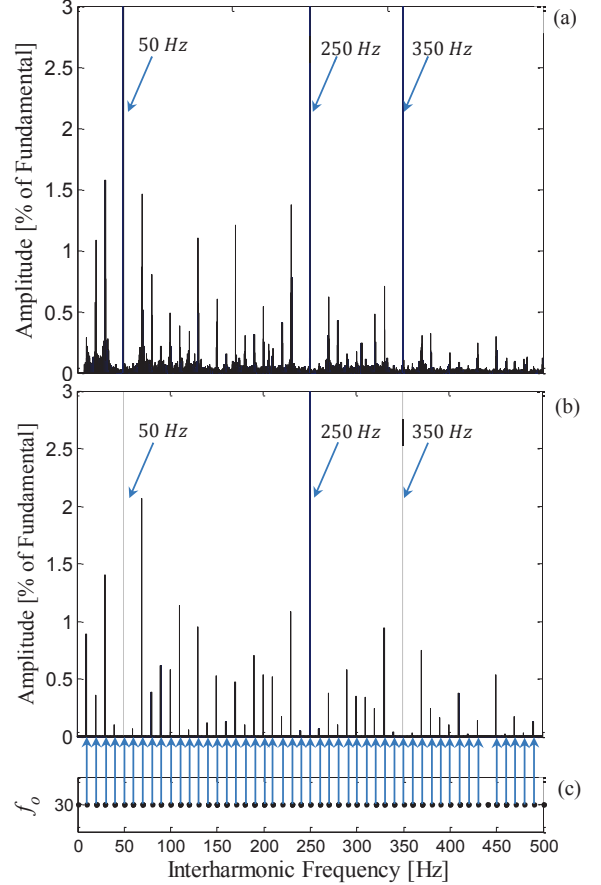 (a)
3
2.5
2
1.5
1
0.5
0
Amplitude [% of Fundamental]
50 Hz
250 Hz
350 Hz
(b)
3
2.5
2
1.5
1
0.5
0
Amplitude [% of Fundamental]
50 Hz
250 Hz
350 Hz
(c)
f_o
30
0 50 100 150 200 250 300 350 400 450 500
Interharmonic Frequency [Hz]